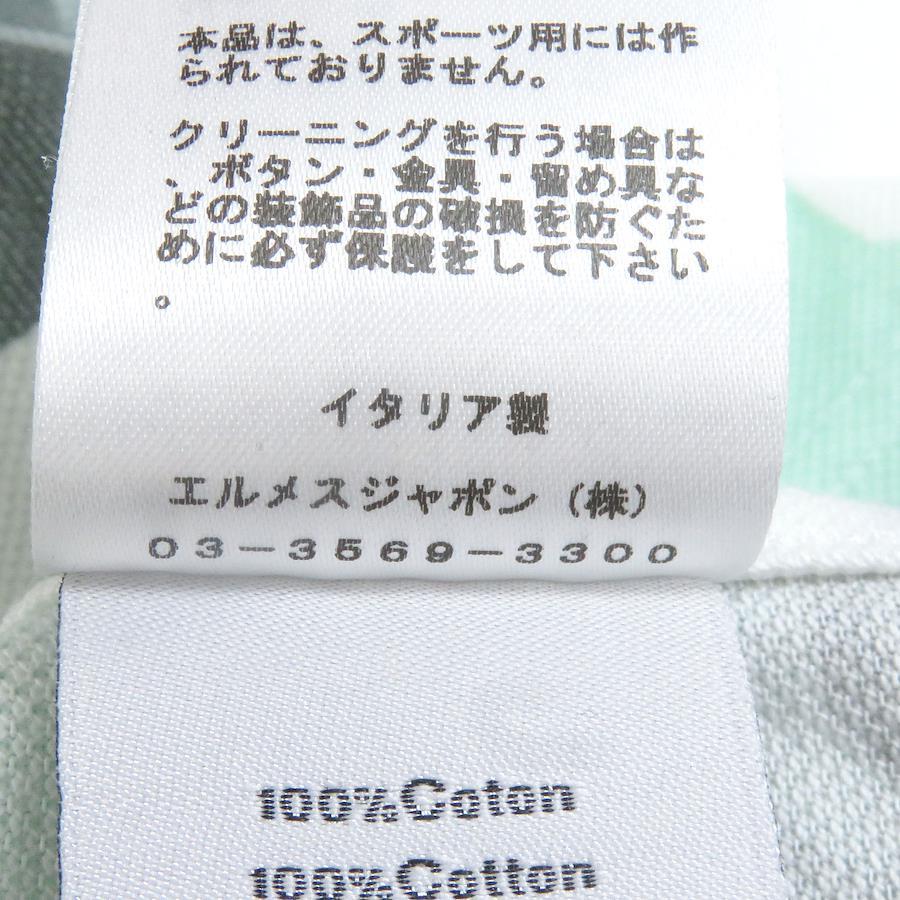 本品は、スポーツ用には作
られておりません。
クリーニングを行う場合は
、ボタン・金具・留め具な
どの装飾品の破損を防ぐた
めに必ず保護をして下さい
。
イタリア製
エルメスジャポン（株）
０３－３５６９－３３００
100%Coton
100%Cotton